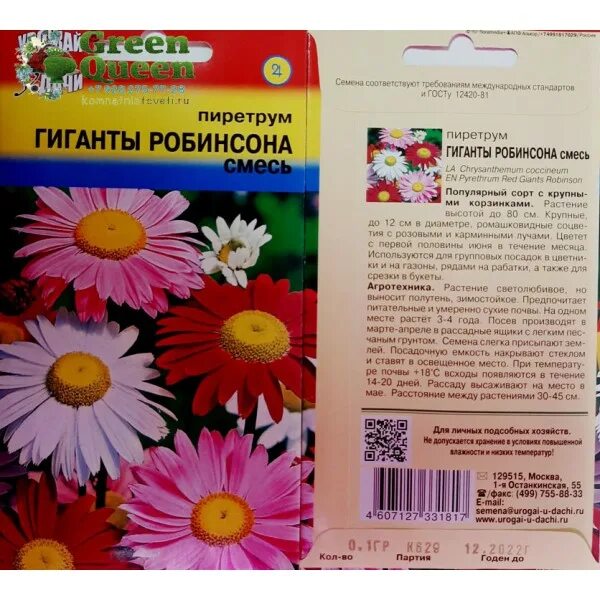 УРОЖАЙ
УДАЧИ
Green
Queen
komnatnietsveti.ru
пиретрум
ГИГАНТЫ РОБИНСОНА
смесь
Семена соответствуют требованиям международных стандартов
и ГОСТу 12420-81
пиретрум
ГИГАНТЫ РОБИНСОНА смесь
LA Chrysanthemum coccineum
EN Pyrethrum Red Giants Robinson
Популярный сорт с крупны-
ми корзинками. Растение
высотой до 80 см. Крупные,
до 12 см в диаметре, ромашковидные соцве-
тия с розовыми и карминными лучами. Цветет
с первой половины июня в течение месяца.
Используются для групповых посадок в цветни-
ки и на газоны, рядами на рабатки, а также для
срезки в букеты.
Агротехника. Растение светолюбивое, но
выносит полутень, зимостойкое. Предпочитает
питательные и умеренно сухие почвы. На одном
месте растёт 3-4 года. Посев производят в
марте-апреле в рассадные ящики с легким пес-
чаным грунтом. Семена слегка присыпают зем-
лей. Посадочную емкость накрывают стеклом
и ставят в освещенное место. При температу-
ре почвы +18°С всходы появляются в течение
14-20 дней. Рассаду высаживают на место в
мае. Расстояние между растениями 30-45 см.
Для личных подсобных хозяйств.
Не допускается хранение в условиях повышенной
влажности и низких температур!
129515, Москва,
1-я Останкинская, 55
/факс: (499) 755-88-33
E-mail:
semena@urogai-u-dachi.ru
www.urogai-u-dachi.ru
4 607127 331817
0.1ГР К629 12.2022г
Кол-во Партия Годен до